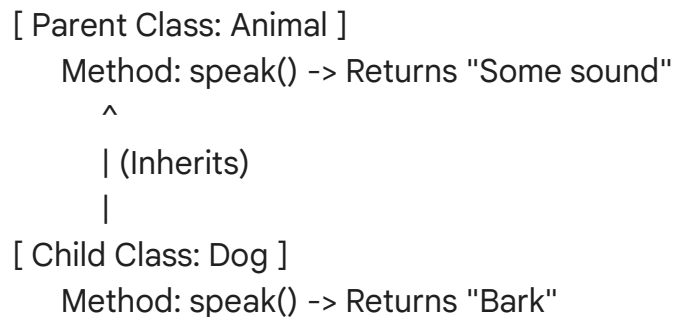 [ Parent Class: Animal ]
Method: speak() -> Returns "Some sound"
^
| (Inherits)
|
[ Child Class: Dog ]
Method: speak() -> Returns "Bark"